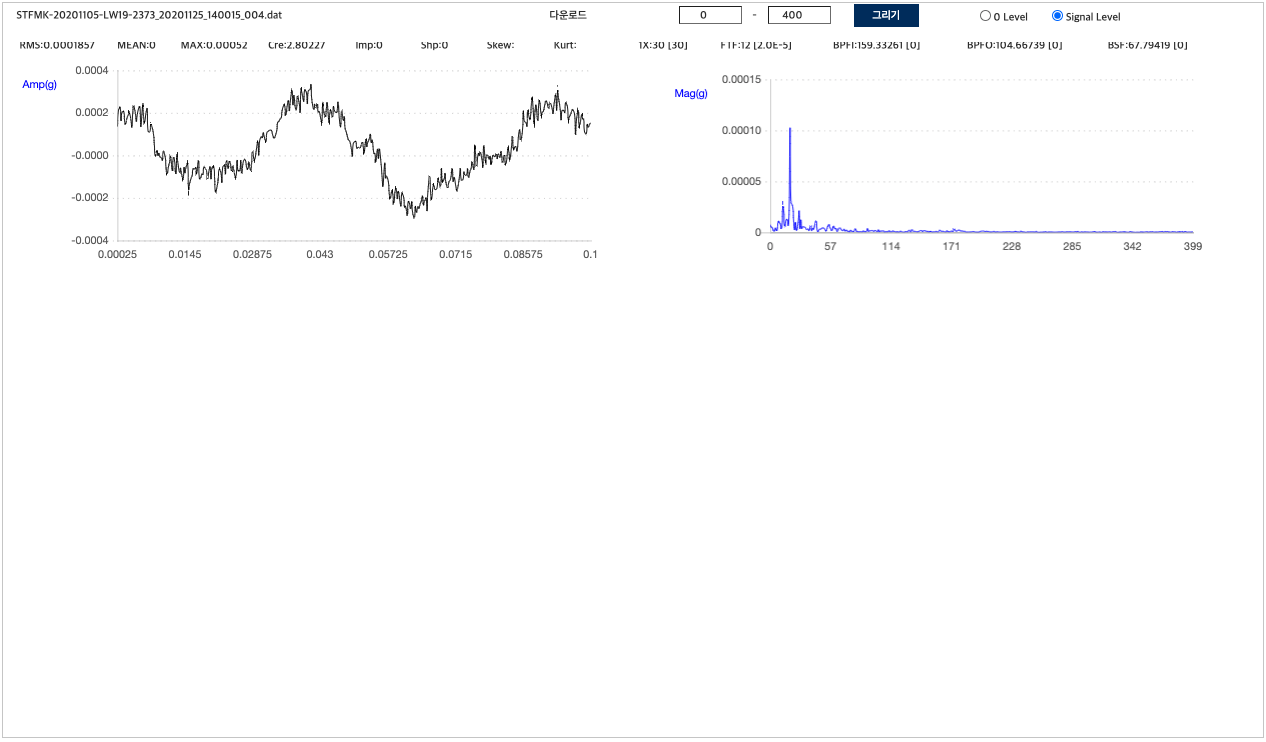 STFMK-20201105-LW19-2373_20201125_140015_004.dat 다운로드 0 - 400 그리기 0 Level Signal Level
RMS:0.0001857 MEAN:0 MAX:0.00052 Cre:2.80227 Imp:0 Shp:0 Skew: Kurt: 1X:30 [30] FTF:12 [2.0E-5] BPFI:159.33261 [0] BPFO:104.66739 [0] BSF:67.79419 [0]
Amp(g)
0.0004
0.0002
-0.0000
-0.0002
-0.0004
0.00025 0.0145 0.02875 0.043 0.05725 0.0715 0.08575 0.1
Mag(g)
0.00015
0.00010
0.00005
0
0 57 114 171 228 285 342 399